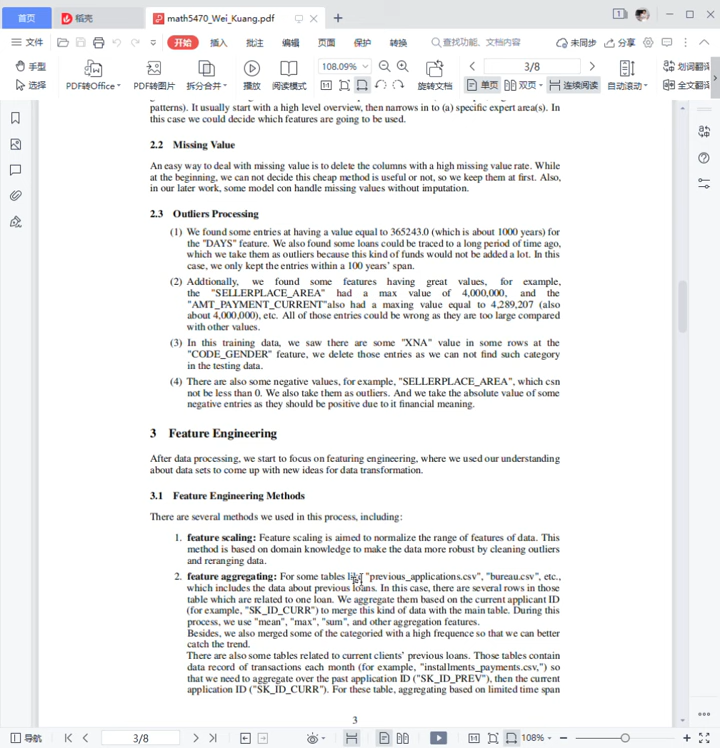 首页
稻壳
math5470_Wei_Kuang.pdf
文件
开始
插入
批注
编辑
页面
保护
转换
查找功能、文档内容
未同步
分享
手型
选择
PDF转Office
PDF转图片
拆分合并
播放
阅读模式
108.09%
旋转文档
3/8
单页
双页
连续阅读
自动滚动
划词翻译
全文翻译
patterns). It usually start with a high level overview, then narrows in to (a) specific expert area(s). In
this case we could decide which features are going to be used.
2.2 Missing Value
An easy way to deal with missing value is to delete the columns with a high missing value rate. While
at the beginning, we can not decide this cheap method is useful or not, so we keep them at first. Also,
in our later work, some model con handle missing values without imputation.
2.3 Outliers Processing
(1) We found some entries at having a value equal to 365243.0 (which is about 1000 years) for
the "DAYS" feature. We also found some loans could be traced to a long period of time ago,
which we take them as outliers because this kind of funds would not be added a lot. In this
case, we only kept the entries within a 100 years' span.
(2) Addtionally, we found some features having great values, for example,
the "SELLERPLACE_AREA" had a max value of 4,000,000, and the
"AMT_PAYMENT_CURRENT"also had a maxing value equal to 4,289,207 (also
about 4,000,000), etc. All of those entries could be wrong as they are too large compared
with other values.
(3) In this training data, we saw there are some "XNA" value in some rows at the
"CODE_GENDER" feature, we delete those entries as we can not find such category
in the testing data.
(4) There are also some negative values, for example, "SELLERPLACE_AREA", which csn
not be less than 0. We also take them as outliers. And we take the absolute value of some
negative entries as they should be positive due to it financial meaning.
3 Feature Engineering
After data processing, we start to focus on featuring engineering, where we used our understanding
about data sets to come up with new ideas for data transformation.
3.1 Feature Engineering Methods
There are several methods we used in this process, including:
1. feature scaling: Feature scaling is aimed to normalize the range of features of data. This
method is based on domain knowledge to make the data more robust by cleaning outliers
and reranging data.
2. feature aggregating: For some tables like "previous_applications.csv", "bureau.csv", etc.,
which includes the data about previous loans. In this case, there are several rows in those
table which are related to one loan. We aggregate them based on the current applicant ID
(for example, "SK_ID_CURR") to merge this kind of data with the main table. During this
process, we use "mean", "max", "sum", and other aggregation features.
Besides, we also merged some of the categoried with a high frequence so that we can better
catch the trend.
There are also some tables related to current clients' previous loans. Those tables contain
data record of transactions each month (for example, "installments_payments.csv,") so
that we need to aggregate over the past application ID ("SK_ID_PREV"), then the current
application ID ("SK_ID_CURR"). For these table, aggregating based on limited time span
3
导航
3/8
108%